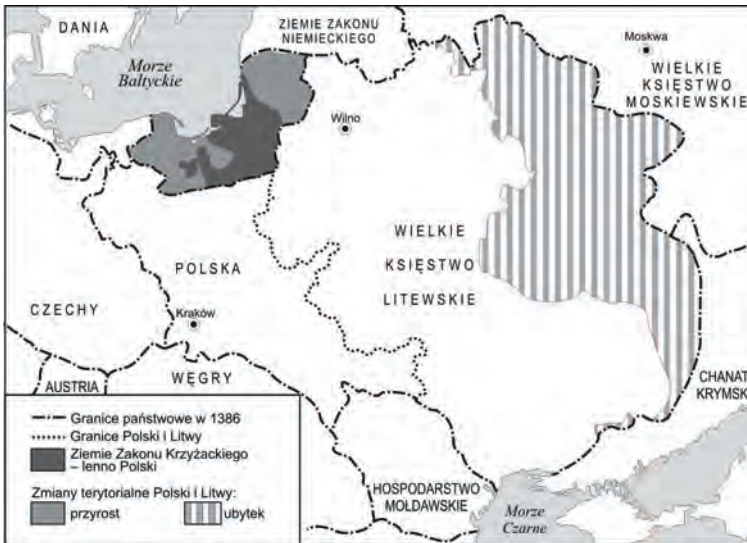 DANIA
ZIEMIE ZAKONU
NIEMIECKIEGO
Morze
Bałtyckie
Moskwa
WIELKIE
KSIĘSTWO
MOSKIEWSKIE
Wilno
WIELKIE
KSIĘSTWO
LITEWSKIE
POLSKA
CZECHY
Kraków
AUSTRIA
WĘGRY
CHANAT
KRYMSK
Granice państwowe w 1386
Granice Polski i Litwy
Ziemie Zakonu Krzyżackiego
– lenno Polski
Zmiany terytorialne Polski i Litwy:
przyrost
ubytek
HOSPODARSTWO
MOŁDAWSKIE
Morze
Czarne